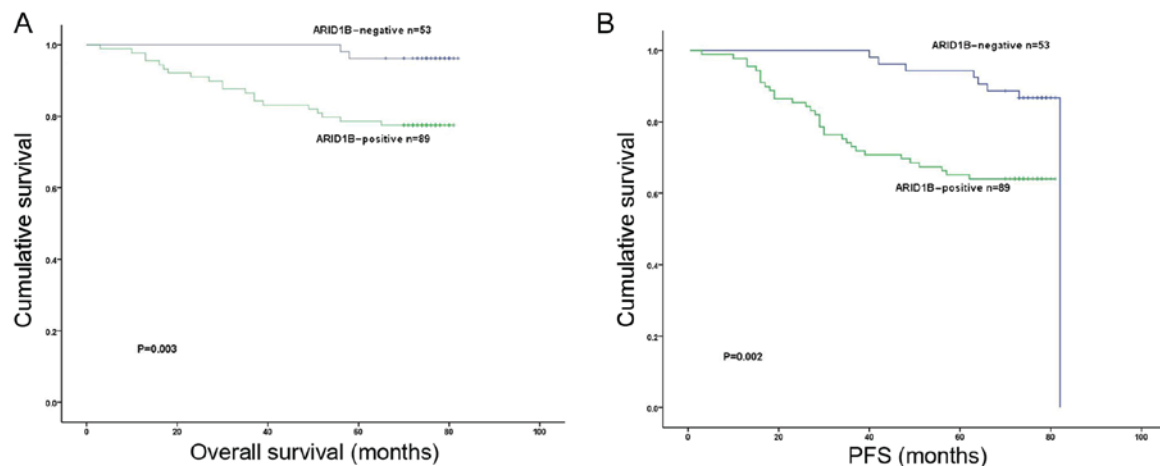 A
ARID1B-negative n=53
1.0
0.8
ARID1B-positive n=89
0.6
0.4
0.2
P=0.003
0.0
0
20
40
60
80
100
Cumulative survival
Overall survival (months)
B
ARID1B-negative n=53
1.0
0.8
ARID1B-positive n=89
0.6
0.4
0.2
P=0.002
0.0
0
20
40
60
80
100
Cumulative survival
PFS (months)